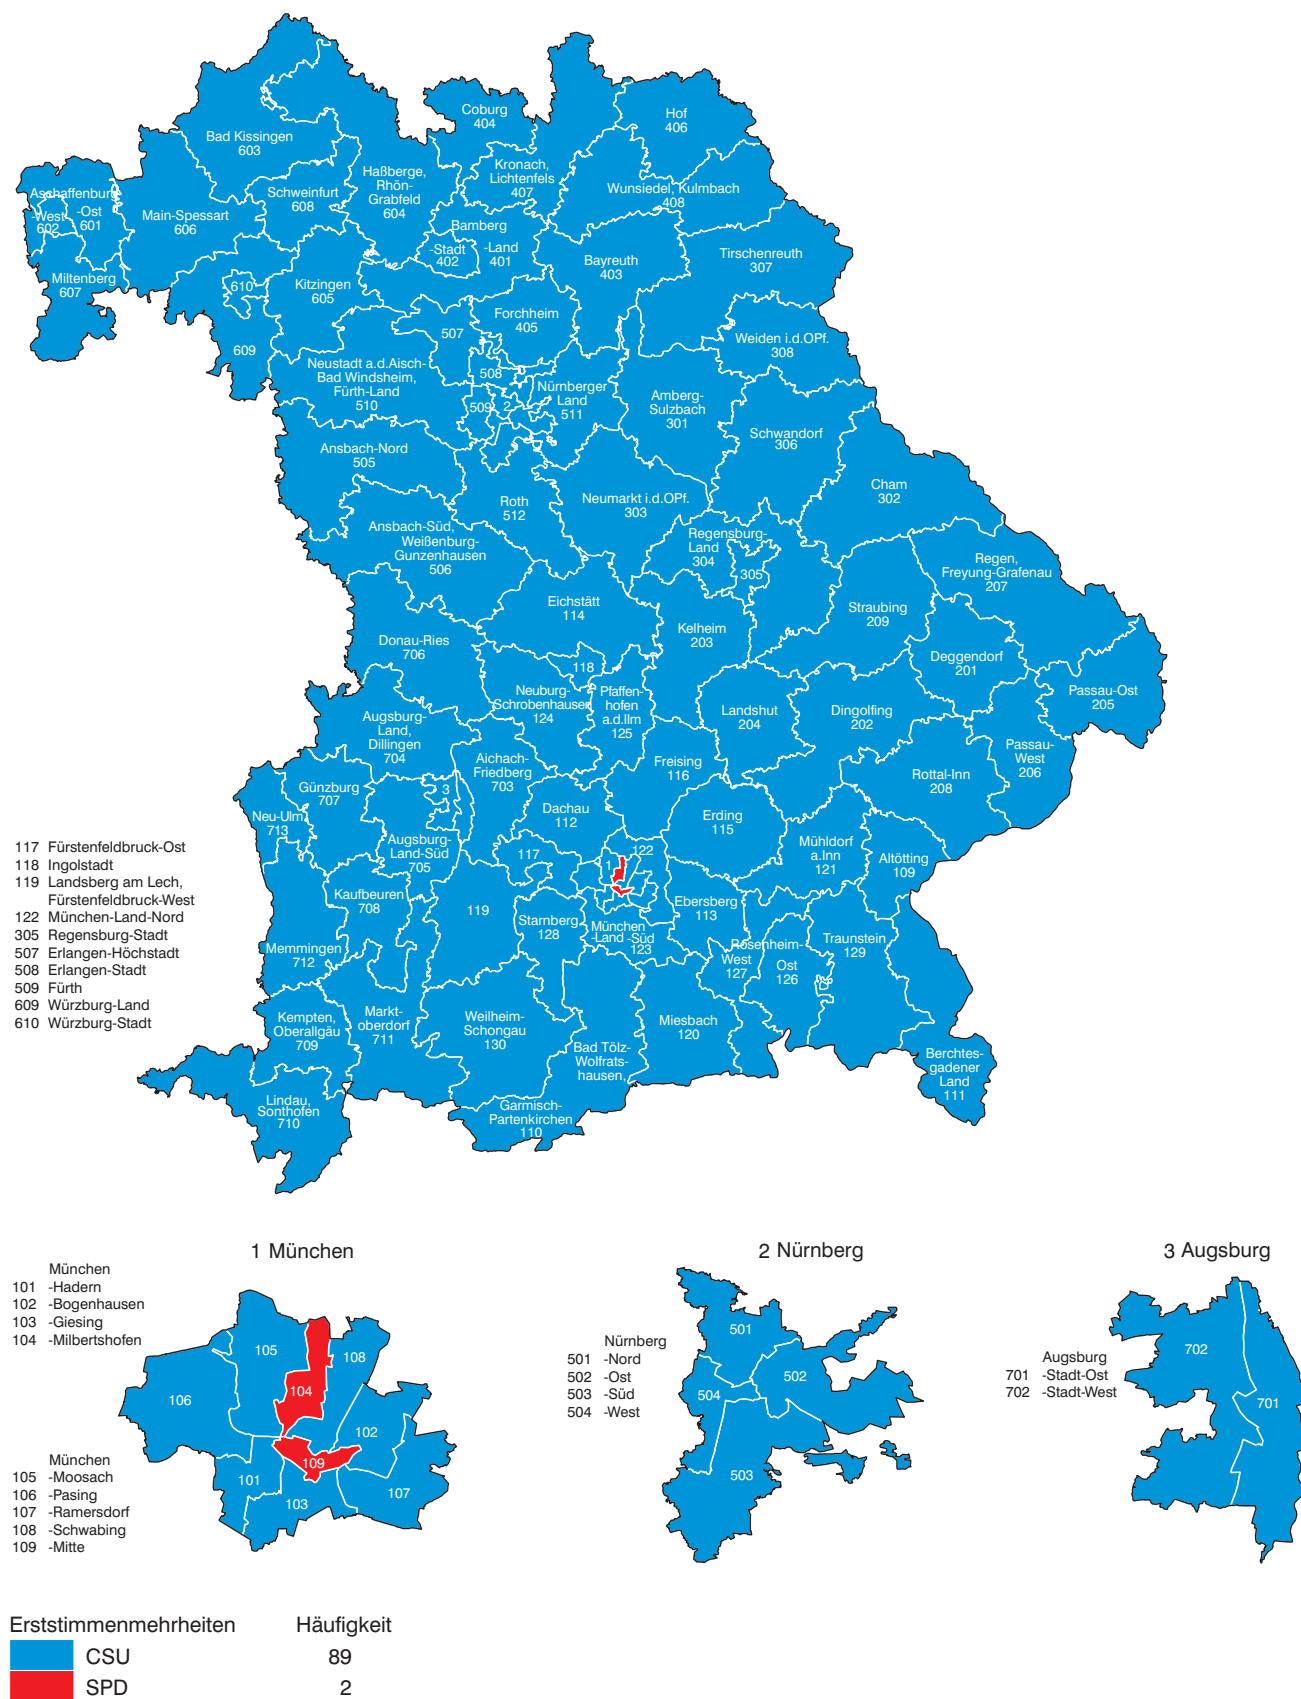 Coburg
404
Hof
406
Bad Kissingen
603
Kronach,
Lichtenfels
407
Haßberge,
Rhön-
Grabfeld
604
Wunsiedel, Kulmbach
408
Aschaffenburg
-West
602
-Ost
601
Schweinfurt
608
Main-Spessart
606
Bamberg
-Stadt
402
-Land
401
Bayreuth
403
Tirschenreuth
307
Miltenberg
607
610
Kitzingen
605
Forchheim
405
507
609
Weiden i.d.OPf.
308
Neustadt a.d.Aisch-
Bad Windsheim,
Fürth-Land
510
508
509
2
Nürnberger
Land
511
Amberg-
Sulzbach
301
Schwandorf
306
Ansbach-Nord
505
Cham
302
Roth
512
Neumarkt i.d.OPf.
303
Ansbach-Süd,
Weißenburg-
Gunzenhausen
506
Regensburg-
Land
304
305
Regen,
Freyung-Grafenau
207
Eichstätt
114
Straubing
209
Kelheim
203
Donau-Ries
706
Deggendorf
201
118
Neuburg-
Schrobenhausen
124
Pfaffen-
hofen
a.d.Ilm
125
Passau-Ost
205
Landshut
204
Dingolfing
202
Augsburg-
Land,
Dillingen
704
Passau-
West
206
Aichach-
Friedberg
703
Freising
116
Rottal-Inn
208
Günzburg
707
3
Neu-Ulm
713
Dachau
112
Erding
115
Augsburg-
Land-Süd
705
117
1
122
Mühldorf
a.Inn
121
Altötting
109
Kaufbeuren
708
119
Starnberg
128
München
-Land -Süd
123
Ebersberg
113
Memmingen
712
Rosenheim-
West
127
Ost
126
Traunstein
129
Kempten,
Oberallgäu
709
Markt-
oberdorf
711
Weilheim-
Schongau
130
Miesbach
120
Bad Tölz-
Wolfrats-
hausen,
Garmisch-
Partenkirchen
110
Berchtes-
gadener
Land
111
Lindau,
Sonthofen
710
117 Fürstenfeldbruck-Ost
118 Ingolstadt
119 Landsberg am Lech,
Fürstenfeldbruck-West
122 München-Land-Nord
305 Regensburg-Stadt
507 Erlangen-Höchstadt
508 Erlangen-Stadt
509 Fürth
609 Würzburg-Land
610 Würzburg-Stadt
1 München
München
101 -Hadern
102 -Bogenhausen
103 -Giesing
104 -Milbertshofen
München
105 -Moosach
106 -Pasing
107 -Ramersdorf
108 -Schwabing
109 -Mitte
105
108
104
106
102
109
101
103
107
2 Nürnberg
Nürnberg
501 -Nord
502 -Ost
503 -Süd
504 -West
501
502
504
503
3 Augsburg
Augsburg
701 -Stadt-Ost
702 -Stadt-West
702
701
Erststimmenmehrheiten Häufigkeit
CSU 89
SPD 2